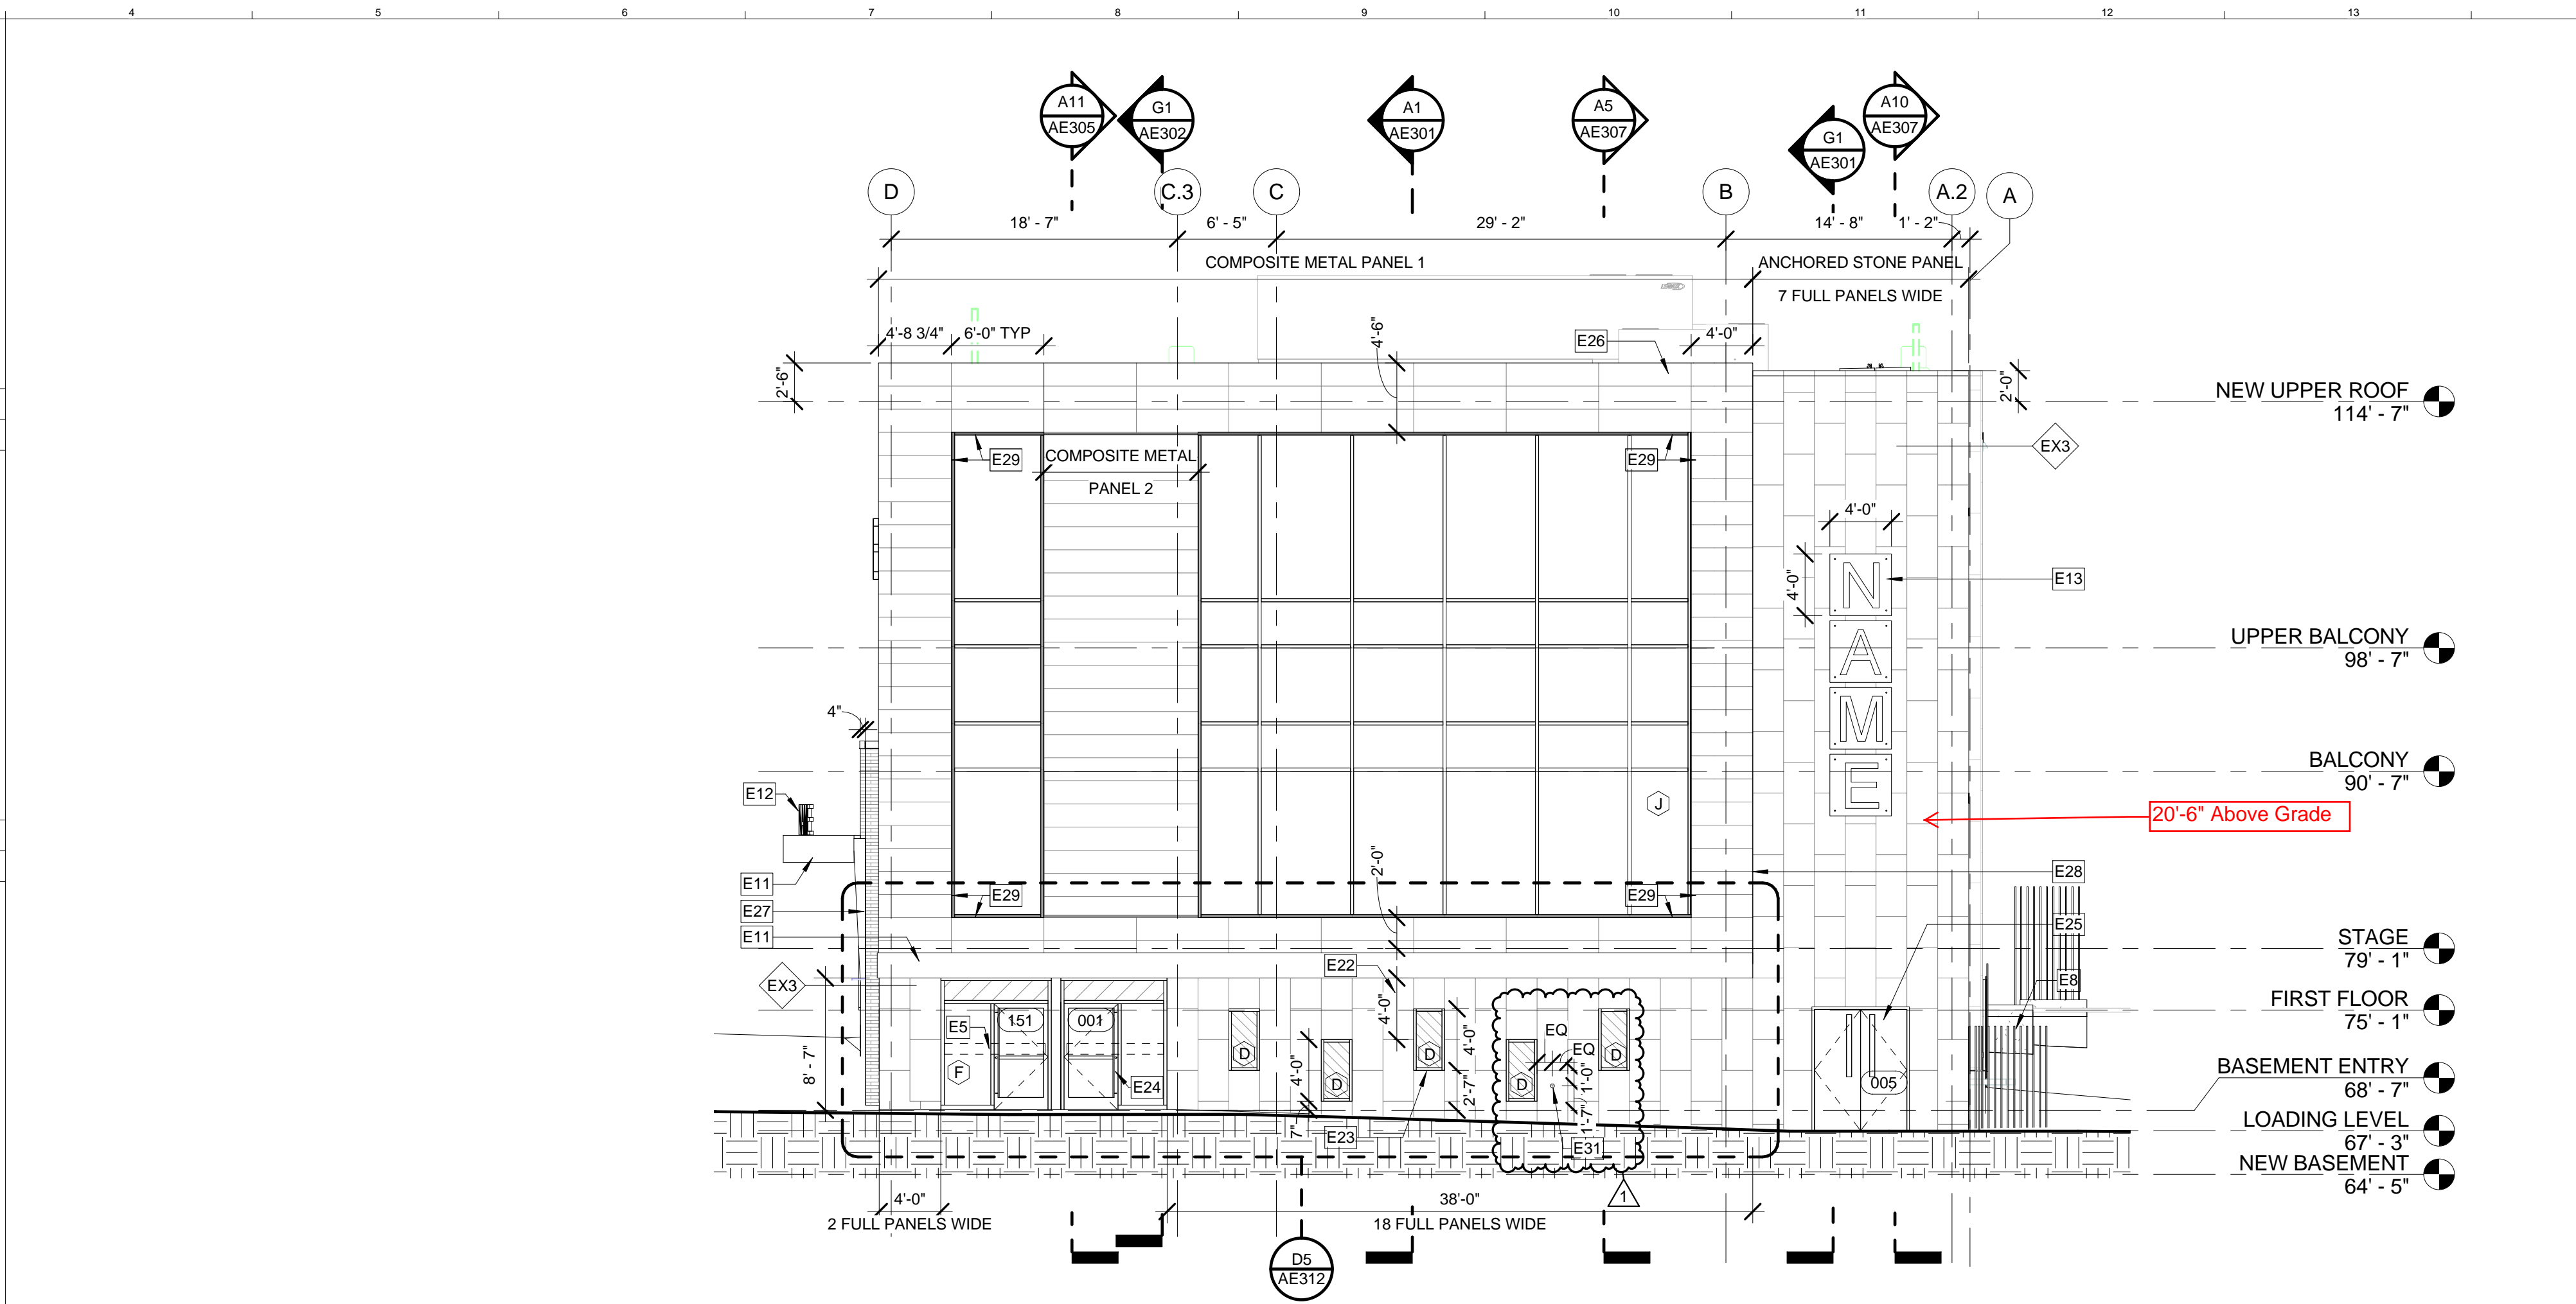 4 5 6 7 8 9 10 11 12 13
A11
AE305
G1
AE302
A1
AE301
A5
AE307
G1
AE301
A10
AE307
D C.3 C B A.2 A
18' - 7" 6' - 5" 29' - 2" 14' - 8" 1' - 2"
COMPOSITE METAL PANEL 1 ANCHORED STONE PANEL
7 FULL PANELS WIDE
4'-8 3/4" 6'-0" TYP 4'-6" E26 4'-0"
2'-6" 2'-0"
NEW UPPER ROOF
114' - 7"
EX3
E29 COMPOSITE METAL E29
PANEL 2
4'-0"
4'-0" N E13
A
UPPER BALCONY
98' - 7"
M
4"
BALCONY
90' - 7"
E
E12
J
20'-6" Above Grade
2'-0"
E11 E28
E29 E29
E27
E25
E11
STAGE
79' - 1"
E22
EX3 E8
FIRST FLOOR
75' - 1"
4'-0"
E5 151 001
EQ
4'-0"
D D D
EQ
8' - 7" F
BASEMENT ENTRY
68' - 7"
4'-0" D D 005
E24 2'-7" 1'-0"
1'-7"
LOADING LEVEL
67' - 3"
7" E23
E31
NEW BASEMENT
64' - 5"
4'-0" 38'-0" 1
2 FULL PANELS WIDE 18 FULL PANELS WIDE
D5
AE312